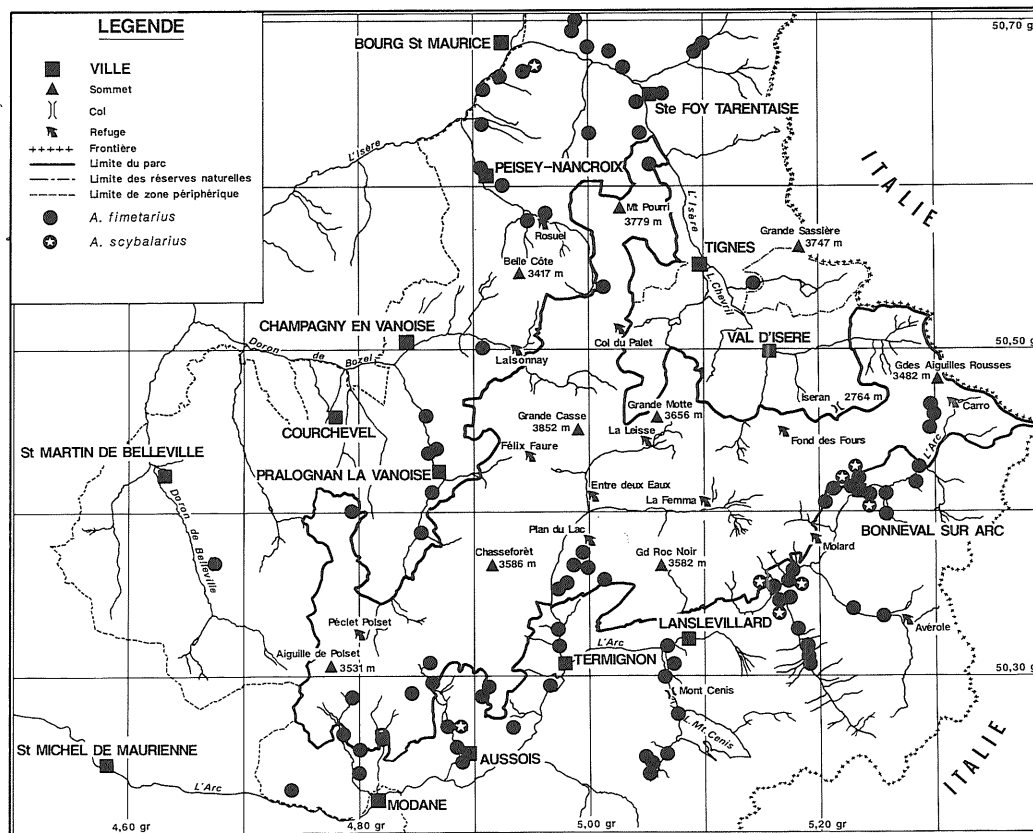 LEGENDE
VILLE
Sommet
Col
Refuge
Frontière
Limite du parc
Limite des réserves naturelles
Limite de zone périphérique
A. fimetarius
A. scybalarius
50,70 gr
BOURG St MAURICE
Ste FOY TARENTAISE
L'Isère
PEISEY-NANCROIX
ITALIE
L'Isère
Mt Pourri
3779 m
Rosuel
Grande Sassière
3747 m
TIGNES
Belle Côte
3417 m
L. Chevril
CHAMPAGNY EN VANOISE
Col du Palet
VAL D'ISERE
50,50 gr
Doron de Bozel
Laisonnay
Gdes Aiguilles Rousses
3482 m
Iseran 2764 m
Carro
Grande Motte
3656 m
COURCHEVEL
Grande Casse
3852 m
La Leisse
Fond des Fours
L'Arc
St MARTIN DE BELLEVILLE
Félix Faure
PRALOGNAN LA VANOISE
Entre deux Eaux
La Femma
Doron de Belleville
BONNEVAL SUR ARC
Plan du Lac
Molard
Chasseforêt
3586 m
Gd Roc Noir
3582 m
LANSLEVILLARD
Avérole
Péclet Polset
L'Arc
Aiguille de Polset
3531 m
TERMIGNON
50,30 gr
Mont Cenis
L. Mt. Cenis
St MICHEL DE MAURIENNE
AUSSOIS
ITALIE
L'Arc
MODANE
4,60 gr
4,80 gr
5,00 gr
5,20 gr